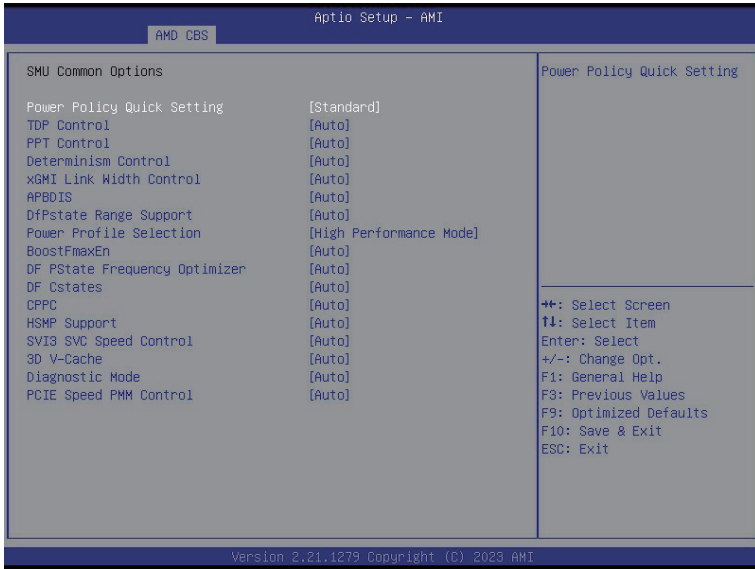 Aptio Setup – AMI
AMD CBS
SMU Common Options
Power Policy Quick Setting [Standard]
TDP Control [Auto]
PPT Control [Auto]
Determinism Control [Auto]
xGMI Link Width Control [Auto]
APBDIS [Auto]
DfPstate Range Support [Auto]
Power Profile Selection [High Performance Mode]
BoostFmaxEn [Auto]
DF PState Frequency Optimizer [Auto]
DF Cstates [Auto]
CPPC [Auto]
HSMP Support [Auto]
SVI3 SVC Speed Control [Auto]
3D V-Cache [Auto]
Diagnostic Mode [Auto]
PCIE Speed PMM Control [Auto]
Power Policy Quick Setting
→←: Select Screen
↑↓: Select Item
Enter: Select
+/-: Change Opt.
F1: General Help
F3: Previous Values
F9: Optimized Defaults
F10: Save & Exit
ESC: Exit
Version 2.21.1279 Copyright (C) 2023 AMI